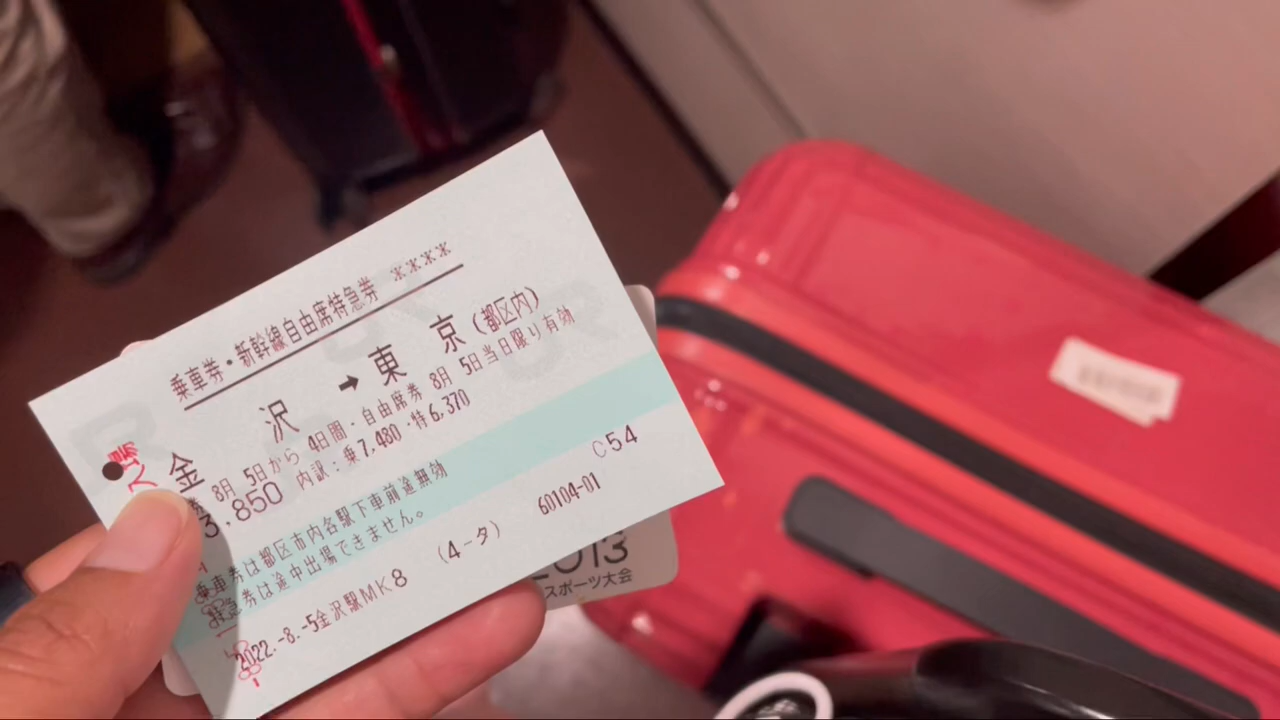 乗車券・新幹線自由席特急券 ****
金 沢 ➡ 東 京 (都区内)
8月 5日から 4日間・自由席券 8月 5日当日限り有効
3,850 内訳：乗7,480・特6,370
乗車券は都区市内各駅下車前途無効
特急券は途中出場できません。 C54
2022.-8.-5金沢駅MK8 (4-タ) 60104-01
2013
スポーツ大会